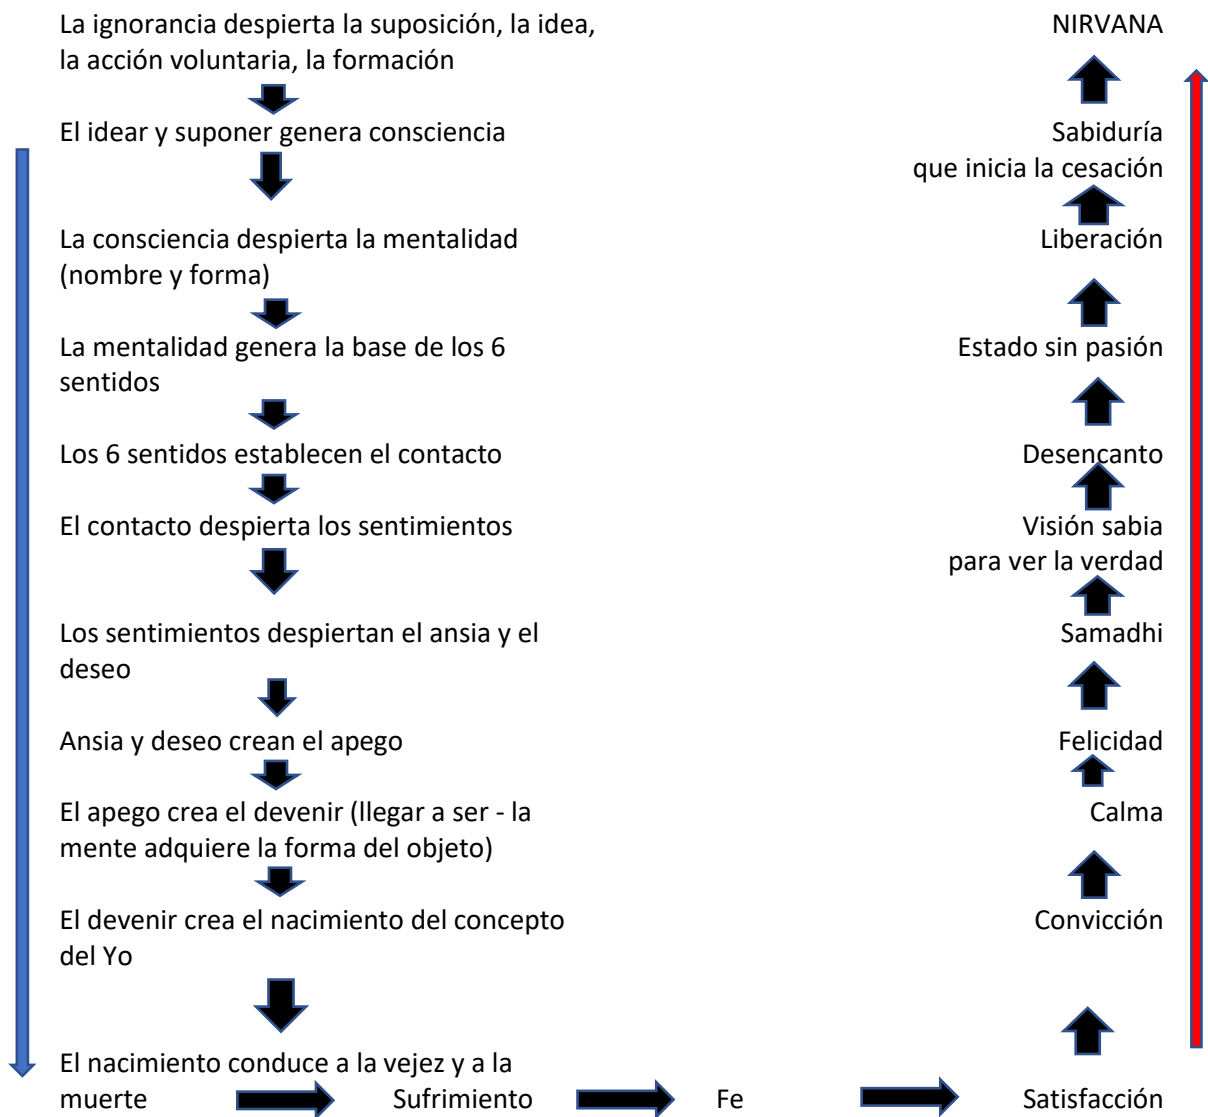 La ignorancia despierta la suposición, la idea,
la acción voluntaria, la formación
El idear y suponer genera consciencia
La consciencia despierta la mentalidad
(nombre y forma)
La mentalidad genera la base de los 6
sentidos
Los 6 sentidos establecen el contacto
El contacto despierta los sentimientos
Los sentimientos despiertan el ansia y el
deseo
Ansia y deseo crean el apego
El apego crea el devenir (llegar a ser - la
mente adquiere la forma del objeto)
El devenir crea el nacimiento del concepto
del Yo
El nacimiento conduce a la vejez y a la
muerte
Sufrimiento
Fe
Satisfacción
NIRVANA
Sabiduría
que inicia la cesación
Liberación
Estado sin pasión
Desencanto
Visión sabia
para ver la verdad
Samadhi
Felicidad
Calma
Convicción